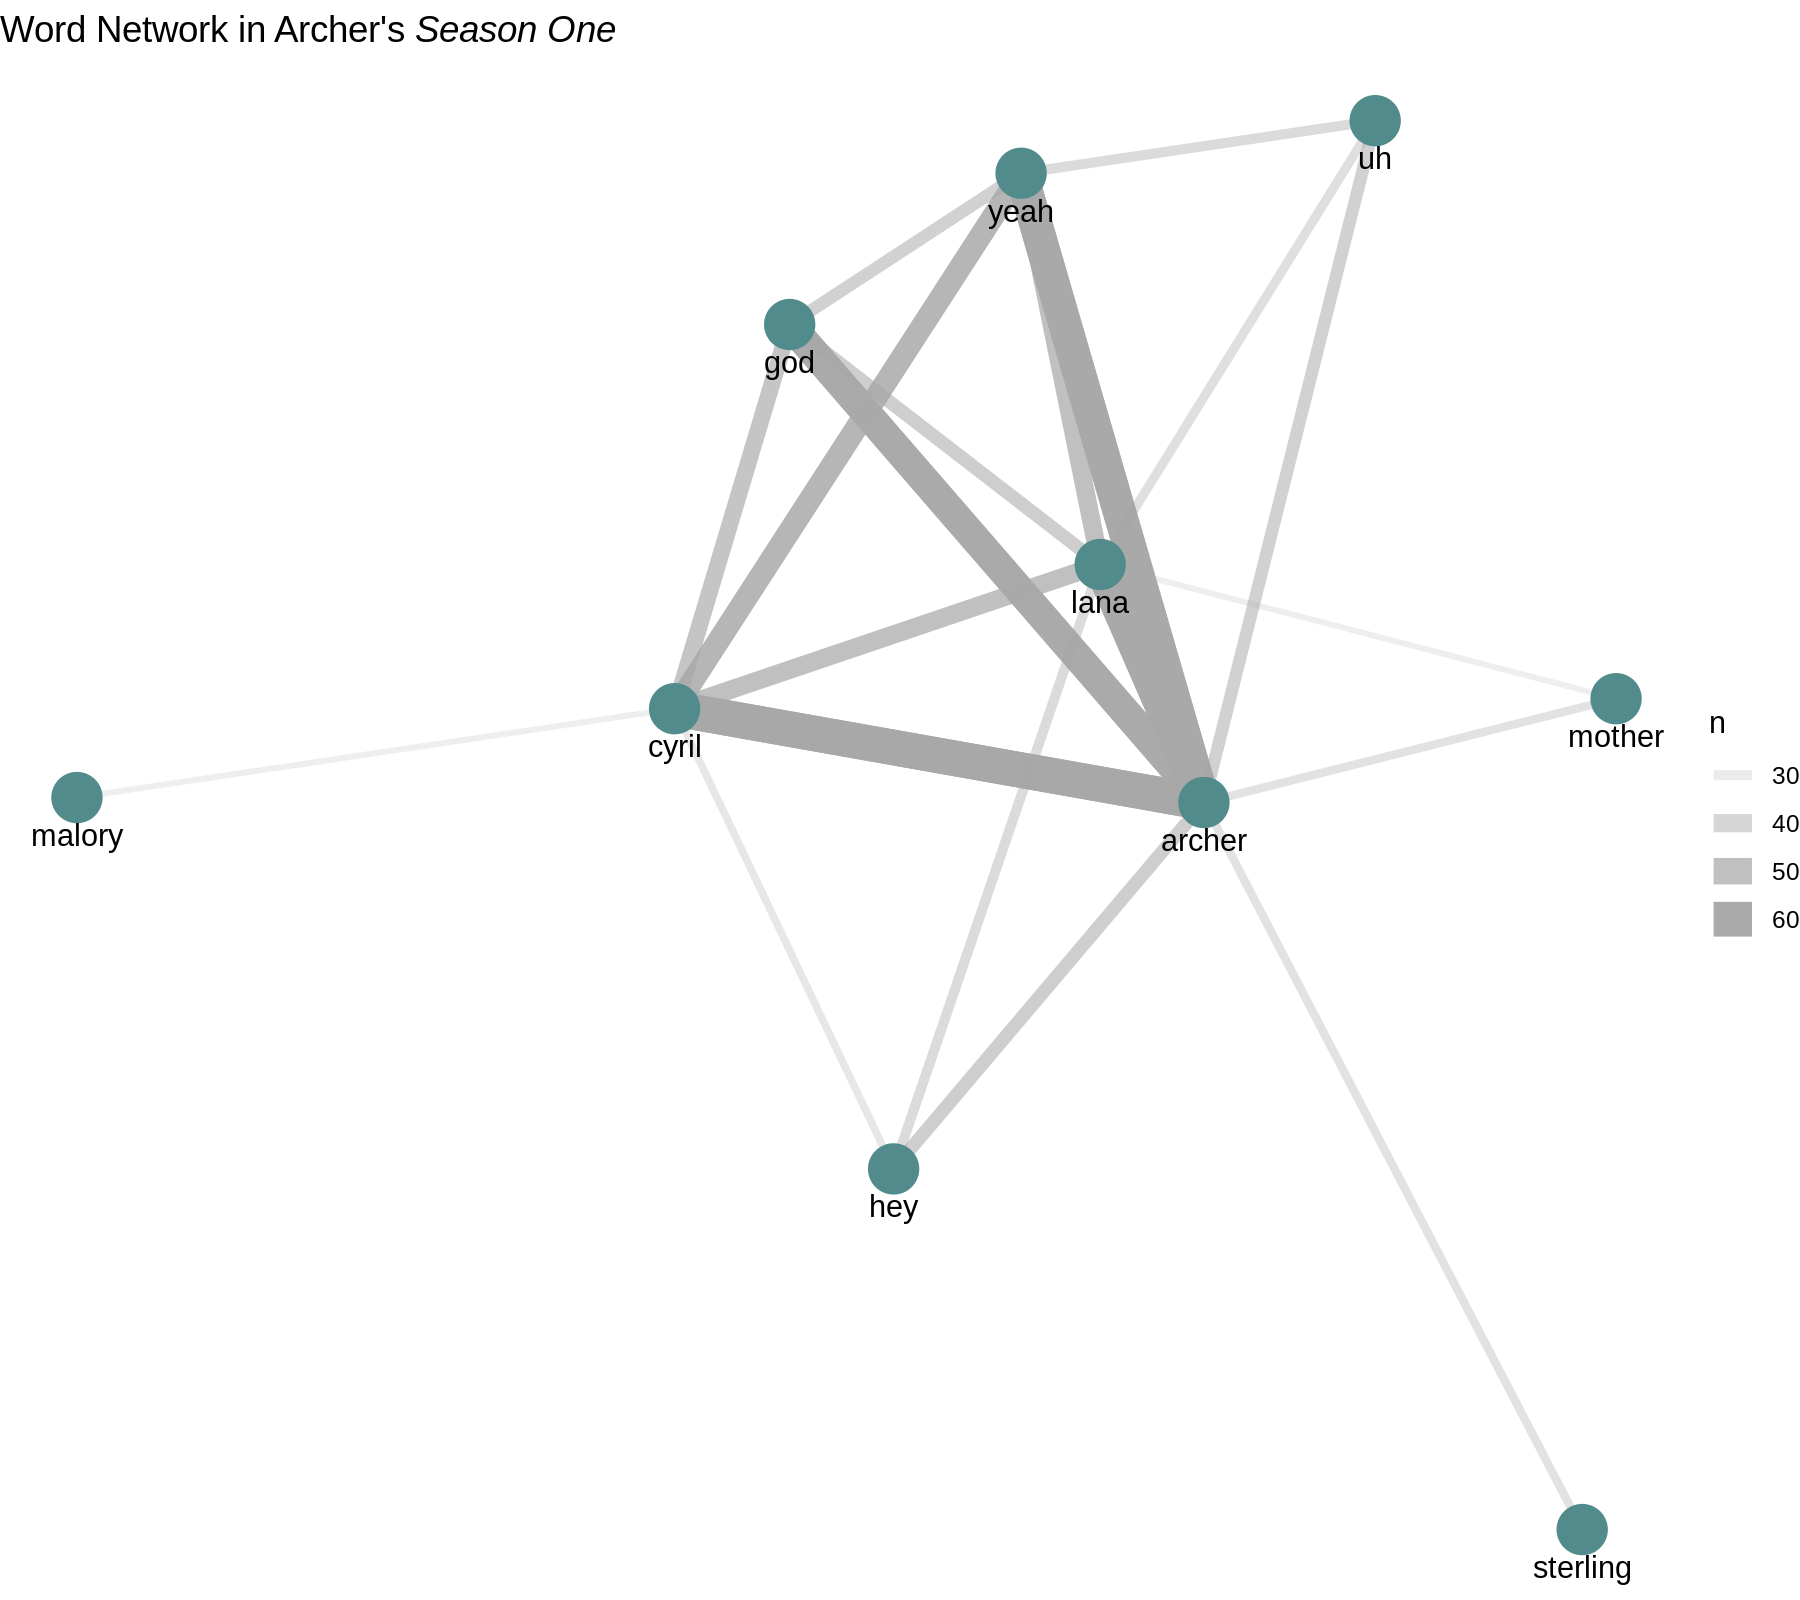 Word Network in Archer's Season One
uh
yeah
god
lana
mother
n
cyril
30
malory
40
archer
50
60
hey
sterling